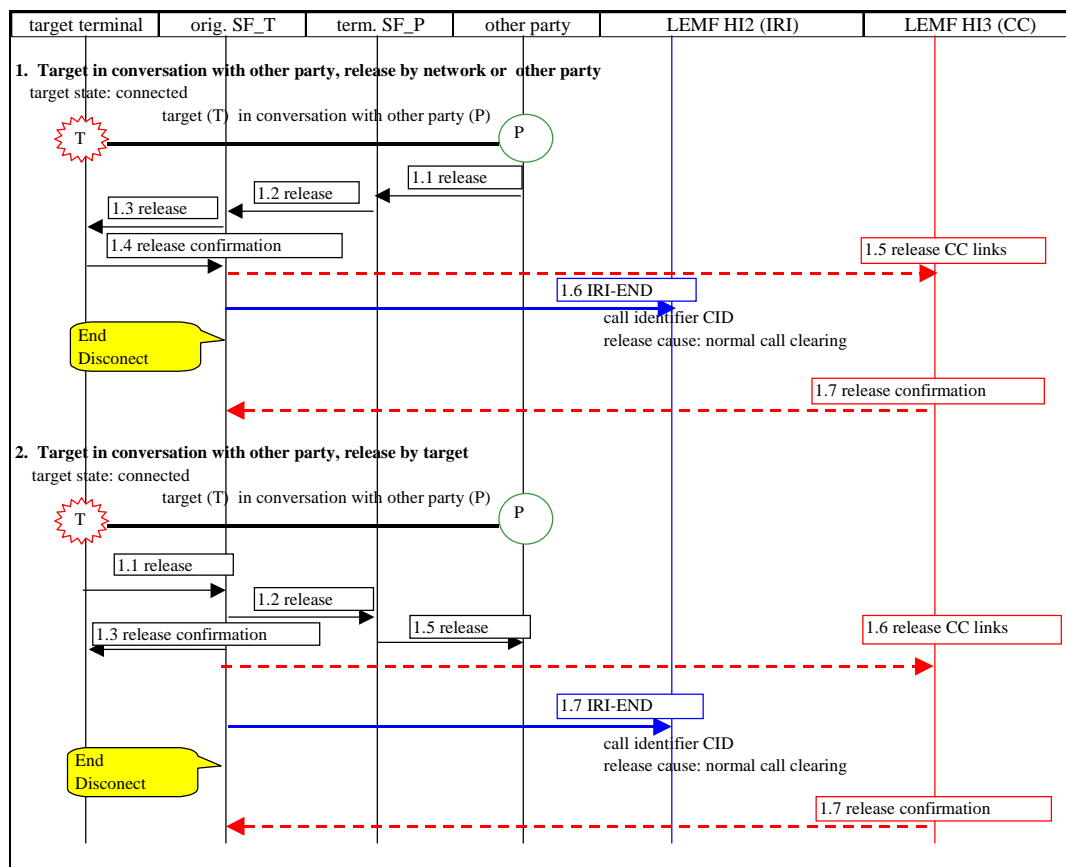 target terminal
orig. SF_T
term. SF_P
other party
LEMF HI2 (IRI)
LEMF HI3 (CC)
1. Target in conversation with other party, release by network or other party
target state: connected
target (T) in conversation with other party (P)
T
P
1.1 release
1.2 release
1.3 release
1.4 release confirmation
1.5 release CC links
1.6 IRI-END
call identifier CID
release cause: normal call clearing
End
Disconect
1.7 release confirmation
2. Target in conversation with other party, release by target
target state: connected
target (T) in conversation with other party (P)
T
P
1.1 release
1.2 release
1.3 release confirmation
1.5 release
1.6 release CC links
1.7 IRI-END
call identifier CID
release cause: normal call clearing
End
Disconect
1.7 release confirmation